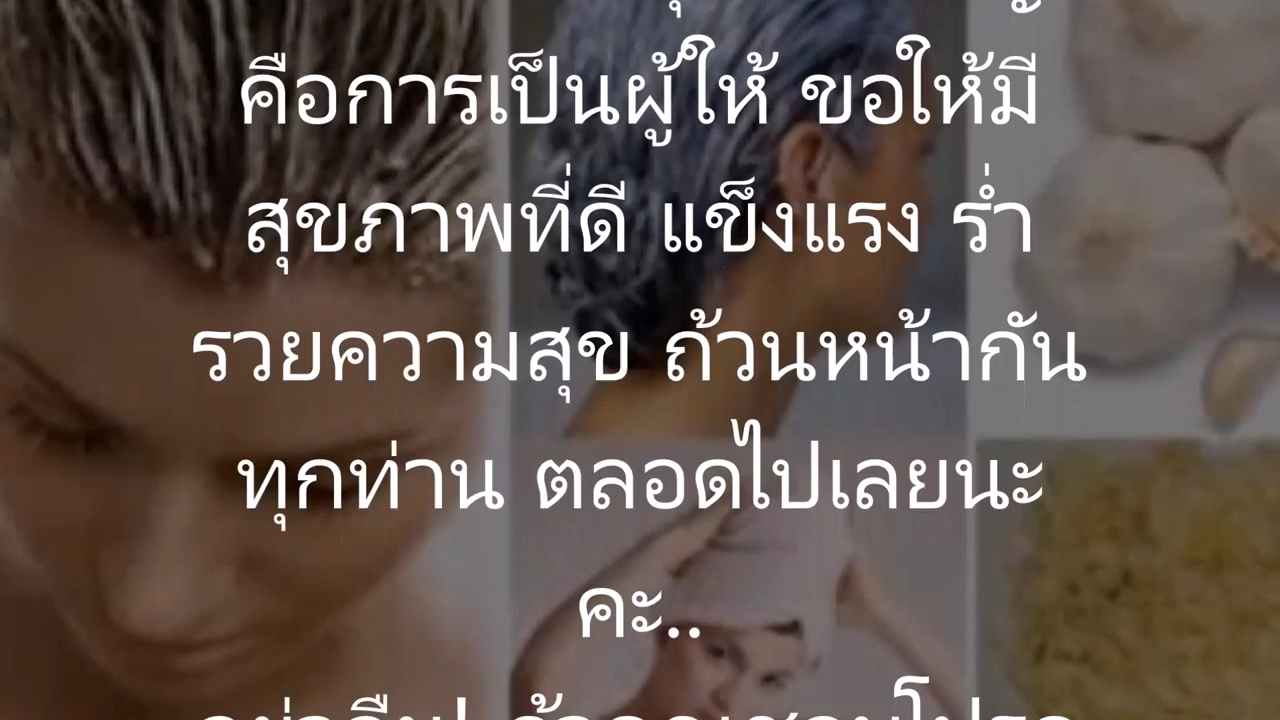 คือการเป็นผู้ให้ ขอให้มี
สุขภาพที่ดี แข็งแรง ร่ำ
รวยความสุข ถ้วนหน้ากัน
ทุกท่าน ตลอดไปเลยนะ
คะ..